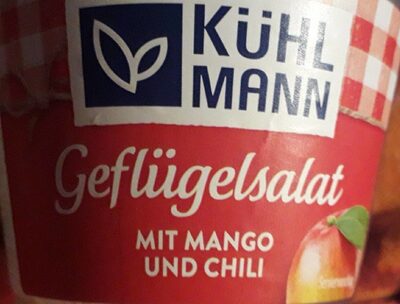 KÜHL
MANN
Geflügelsalat
MIT MANGO
UND CHILI